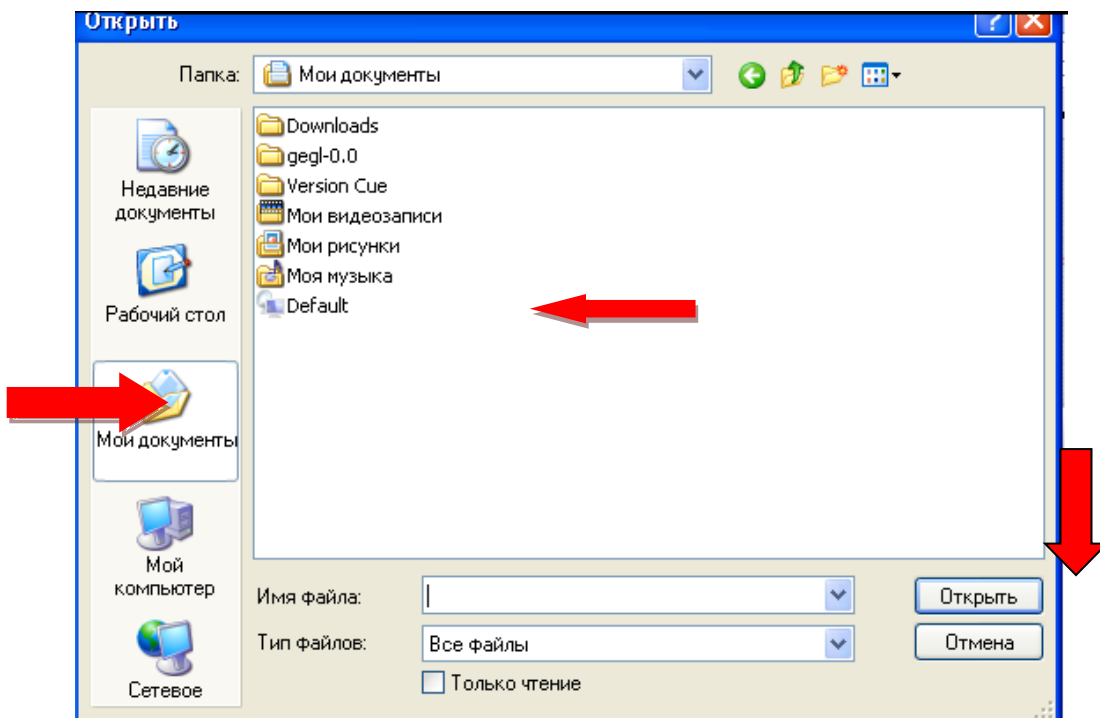 Открыть
Папка: Мои документы
Недавние
документы
Рабочий стол
Мои документы
Мой
компьютер
Сетевое
Downloads
gegl-0.0
Version Cue
Мои видеозаписи
Мои рисунки
Моя музыка
Default
Имя файла:
Открыть
Тип файлов: Все файлы
Отмена
Только чтение